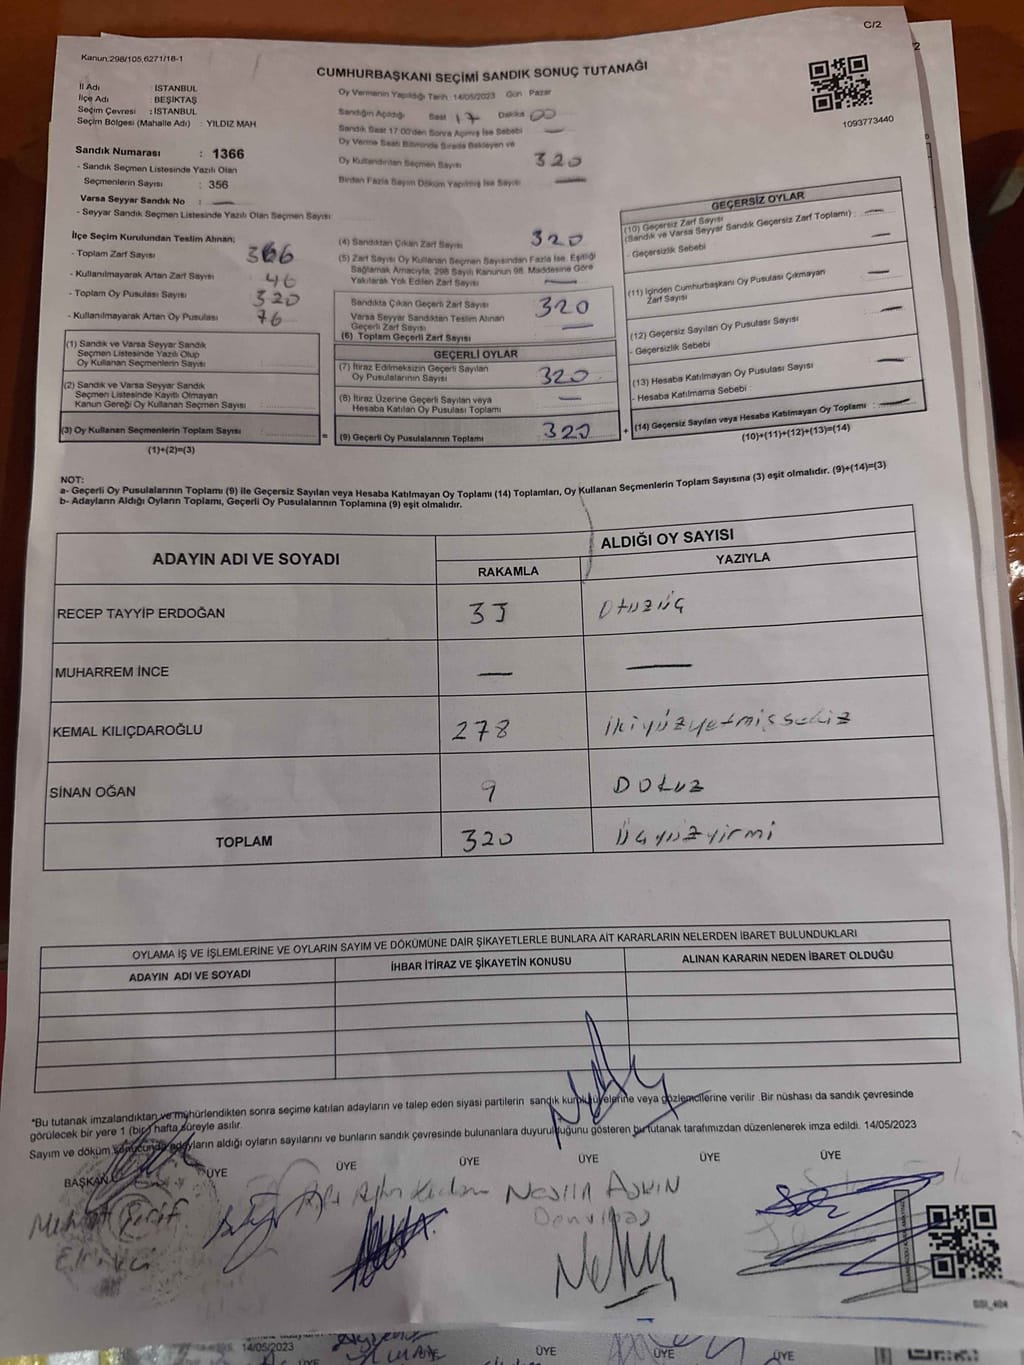 C/2
Kanun.298/105,6271/18-1
CUMHURBAŞKANI SEÇİMİ SANDIK SONUÇ TUTANAĞI
İl Adı : İSTANBUL
İlçe Adı : BEŞİKTAŞ
Seçim Çevresi : İSTANBUL
Seçim Bölgesi (Mahalle Adı) : YILDIZ MAH.
Oy Vermenin Yapıldığı Tarih :14/05/2023 Gün Pazar
Sandığın Açıldığı Saat 17 Dakika 00
Sandık Saat 17:00'den Sonra Açılmış İse Sebebi —
Oy Verme Saati Bitiminde Sırada Bekleyen ve
Oy Kullandırılan Seçmen Sayısı 320
Birden Fazla Sayım Döküm Yapılmış İse Sayısı —
1093773440
Sandık Numarası : 1366
- Sandık Seçmen Listesinde Yazılı Olan
Seçmenlerin Sayısı : 356
Varsa Seyyar Sandık No : —
- Seyyar Sandık Seçmen Listesinde Yazılı Olan Seçmen Sayısı
İlçe Seçim Kurulundan Teslim Alınan;
- Toplam Zarf Sayısı 366
- Kullanılmayarak Artan Zarf Sayısı 46
- Toplam Oy Pusulası Sayısı 320
- Kullanılmayarak Artan Oy Pusulası 76
(1) Sandık ve Varsa Seyyar Sandık
Seçmen Listesinde Yazılı Olup
Oy Kullanan Seçmenlerin Sayısı
(2) Sandık ve Varsa Seyyar Sandık
Seçmen Listesinde Kayıtlı Olmayan
Kanun Gereği Oy Kullanan Seçmen Sayısı
(3) Oy Kullanan Seçmenlerin Toplam Sayısı
(1)+(2)=(3)
=
(4) Sandıktan Çıkan Zarf Sayısı 320
(5) Zarf Sayısı Oy Kullanan Seçmen Sayısından Fazla İse, Eşitliği
Sağlamak Amacıyla, 298 Sayılı Kanunun 98. Maddesine Göre
Yakılarak Yok Edilen Zarf Sayısı —
Sandıkta Çıkan Geçerli Zarf Sayısı 320
Varsa Seyyar Sandıktan Teslim Alınan
Geçerli Zarf Sayısı —
(6) Toplam Geçerli Zarf Sayısı
GEÇERLİ OYLAR
(7) İtiraz Edilmeksizin Geçerli Sayılan
Oy Pusulalarının Sayısı 320
(8) İtiraz Üzerine Geçerli Sayılan veya
Hesaba Katılan Oy Pusulası Toplamı —
(9) Geçerli Oy Pusulalarının Toplamı 320
+
GEÇERSİZ OYLAR
(10) Geçersiz Zarf Sayısı
(Sandık ve Varsa Seyyar Sandık Geçersiz Zarf Toplamı) : —
- Geçersizlik Sebebi —
(11) İçinden Cumhurbaşkanı Oy Pusulası Çıkmayan
Zarf Sayısı —
(12) Geçersiz Sayılan Oy Pusulası Sayısı —
- Geçersizlik Sebebi
(13) Hesaba Katılmayan Oy Pusulası Sayısı —
- Hesaba Katılmama Sebebi :
(14) Geçersiz Sayılan veya Hesaba Katılmayan Oy Toplamı : —
(10)+(11)+(12)+(13)=(14)
NOT:
a- Geçerli Oy Pusulalarının Toplamı (9) ile Geçersiz Sayılan veya Hesaba Katılmayan Oy Toplamı (14) Toplamları, Oy Kullanan Seçmenlerin Toplam Sayısına (3) eşit olmalıdır. (9)+(14)=(3)
b- Adayların Aldığı Oyların Toplamı, Geçerli Oy Pusulalarının Toplamına (9) eşit olmalıdır.
ADAYIN ADI VE SOYADI
ALDIĞI OY SAYISI
RAKAMLA YAZIYLA
RECEP TAYYİP ERDOĞAN 33 otuzüç
MUHARREM İNCE — —
KEMAL KILIÇDAROĞLU 278 ikiyüzyetmişsekiz
SİNAN OĞAN 9 Dokuz
TOPLAM 320 üçyüzyirmi
OYLAMA İŞ VE İŞLEMLERİNE VE OYLARIN SAYIM VE DÖKÜMÜNE DAİR ŞİKAYETLERLE BUNLARA AİT KARARLARIN NELERDEN İBARET BULUNDUKLARI
ADAYIN ADI VE SOYADI İHBAR İTİRAZ VE ŞİKAYETİN KONUSU ALINAN KARARIN NEDEN İBARET OLDUĞU
*Bu tutanak imzalandıktan ve mühürlendikten sonra seçime katılan adayların ve talep eden siyasi partilerin sandık kurulu üyelerine veya gözlemcilerine verilir .Bir nüshası da sandık çevresinde
görülecek bir yere 1 (bir) hafta süreyle asılır.
Sayım ve döküm sonucunda adayların aldığı oyların sayılarını ve bunların sandık çevresinde bulunanlara duyurulduğunu gösteren bu tutanak tarafımızdan düzenlenerek imza edildi. 14/05/2023
BAŞKAN ÜYE ÜYE ÜYE ÜYE ÜYE ÜYE
14/05/2023
ÜYE ÜYE ÜYE ÜYE